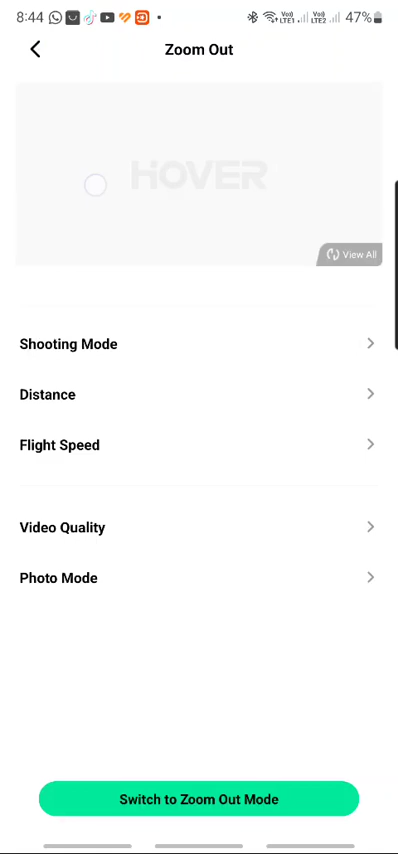 8:44 47%
Zoom Out
HOVER
View All
Shooting Mode
Distance
Flight Speed
Video Quality
Photo Mode
Switch to Zoom Out Mode